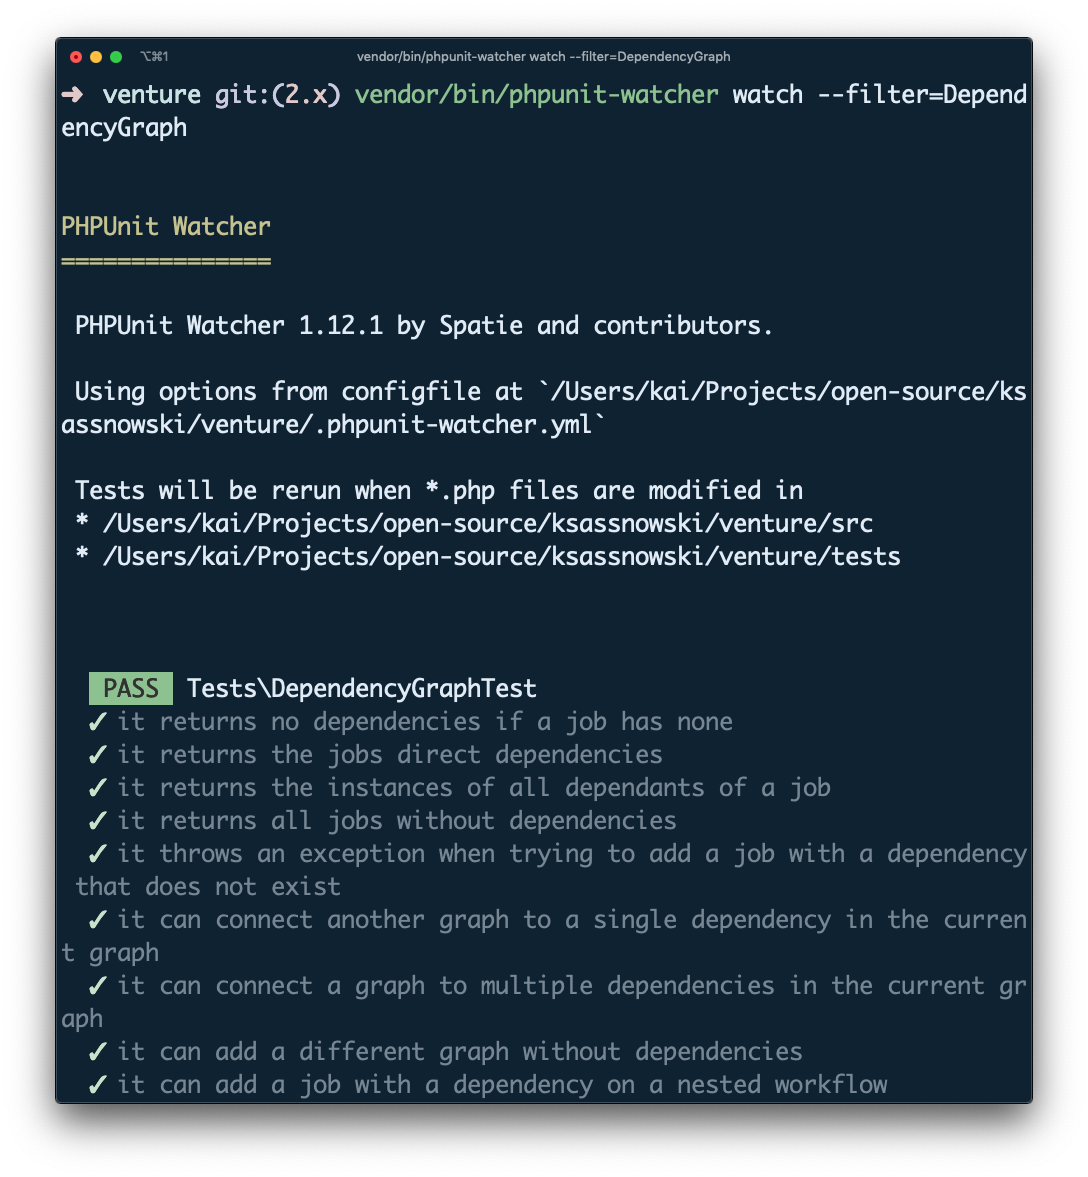 ⌥⌘1 vendor/bin/phpunit-watcher watch --filter=DependencyGraph
➜ venture git:(2.x) vendor/bin/phpunit-watcher watch --filter=Depend
encyGraph
PHPUnit Watcher
===============
PHPUnit Watcher 1.12.1 by Spatie and contributors.
Using options from configfile at `/Users/kai/Projects/open-source/ks
assnowski/venture/.phpunit-watcher.yml`
Tests will be rerun when *.php files are modified in
* /Users/kai/Projects/open-source/ksassnowski/venture/src
* /Users/kai/Projects/open-source/ksassnowski/venture/tests
PASS Tests\DependencyGraphTest
✓ it returns no dependencies if a job has none
✓ it returns the jobs direct dependencies
✓ it returns the instances of all dependants of a job
✓ it returns all jobs without dependencies
✓ it throws an exception when trying to add a job with a dependency
that does not exist
✓ it can connect another graph to a single dependency in the curren
t graph
✓ it can connect a graph to multiple dependencies in the current gr
aph
✓ it can add a different graph without dependencies
✓ it can add a job with a dependency on a nested workflow